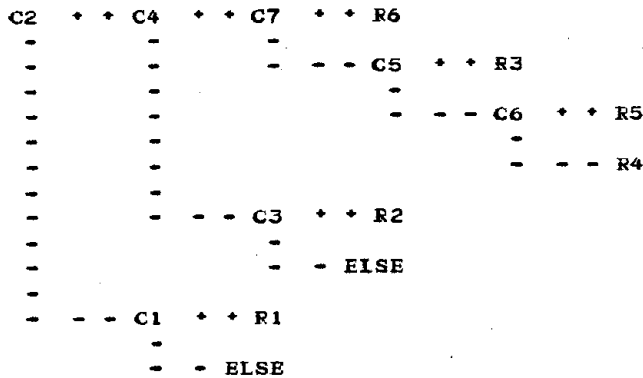 C2 + + C4 + + C7 + + R6
- - -
- - - - - C5 + + R3
- - -
- - - - - C6 + + R5
- - -
- - - - - R4
- -
- - - - C3 + + R2
- -
- - - ELSE
-
- - - C1 + + R1
-
- - ELSE